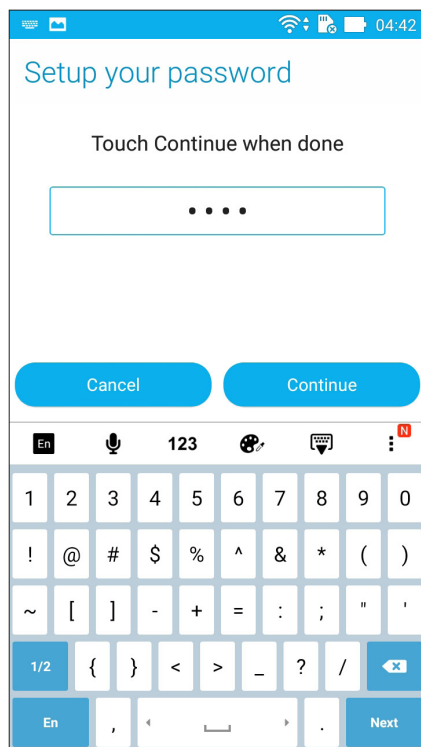 04:42
Setup your password
Touch Continue when done
••••
Cancel Continue
En 123 N
1 2 3 4 5 6 7 8 9 0
! @ # $ % ^ & * ( )
~ [ ] - + = : ; " '
1/2 { } < > _ ? /
En , . Next